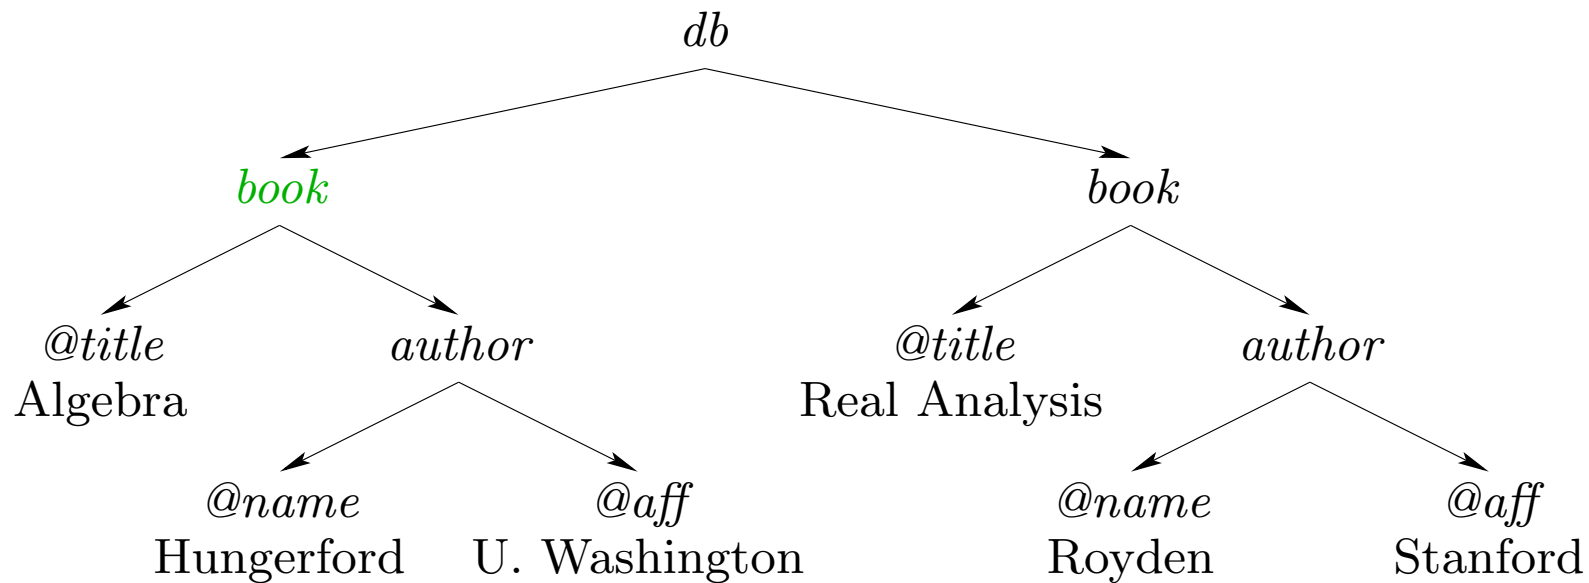 db
book book
@title author @title author
Algebra Real Analysis
@name @aff @name @aff
Hungerford U. Washington Royden Stanford